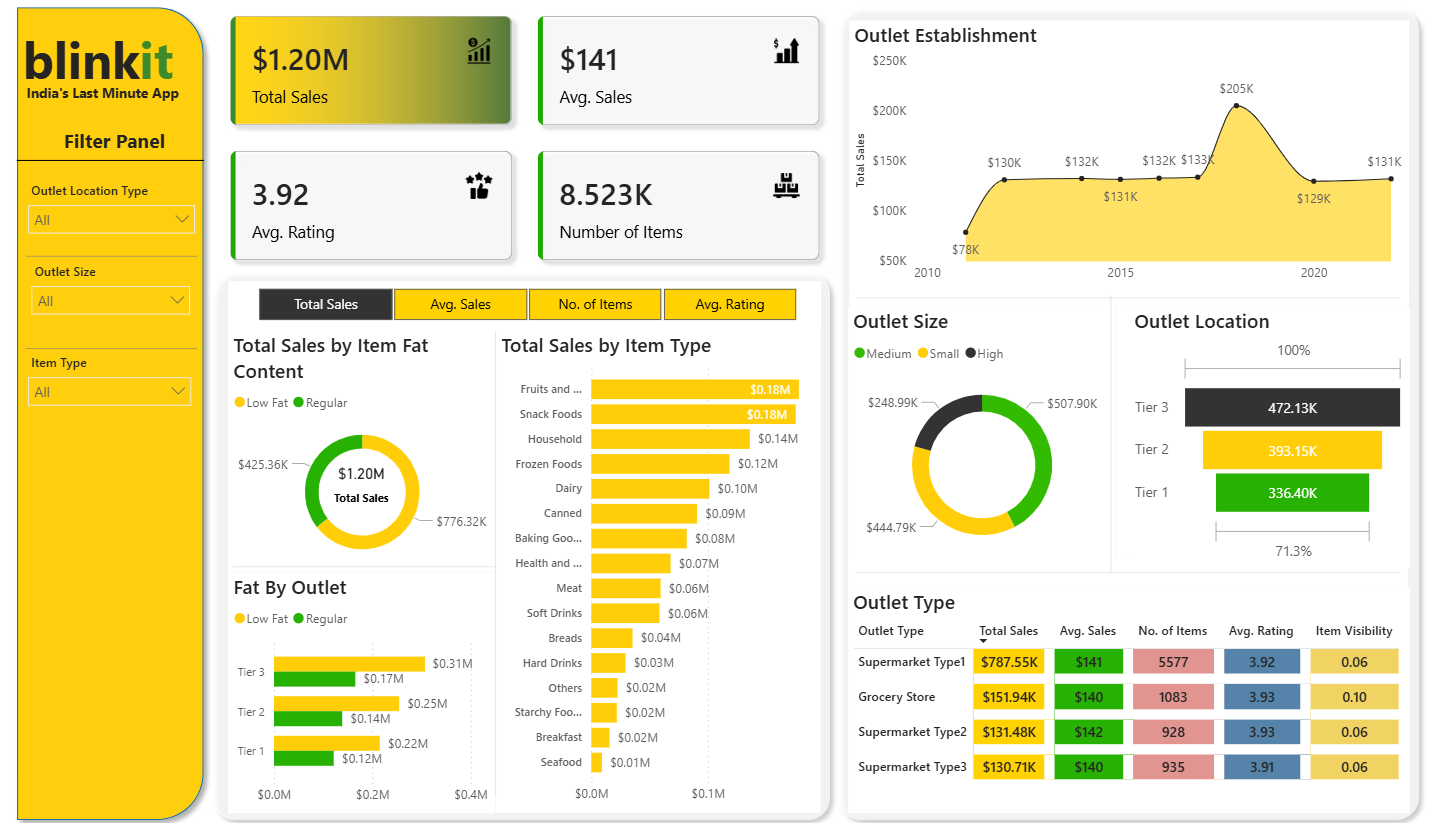 blinkit
India's Last Minute App
Filter Panel
Outlet Location Type
All
Outlet Size
All
Item Type
All
$1.20M
Total Sales
$141
Avg. Sales
3.92
Avg. Rating
8.523K
Number of Items
Total Sales
Avg. Sales
No. of Items
Avg. Rating
Total Sales by Item Fat
Content
Low Fat Regular
$425.36K
$1.20M
Total Sales
$776.32K
Fat By Outlet
Low Fat Regular
Tier 3 $0.31M
$0.17M
Tier 2 $0.25M
$0.14M
Tier 1 $0.22M
$0.12M
$0.0M $0.2M $0.4M
Total Sales by Item Type
Fruits and ... $0.18M
Snack Foods $0.18M
Household $0.14M
Frozen Foods $0.12M
Dairy $0.10M
Canned $0.09M
Baking Goo... $0.08M
Health and ... $0.07M
Meat $0.06M
Soft Drinks $0.06M
Breads $0.04M
Hard Drinks $0.03M
Others $0.02M
Starchy Foo... $0.02M
Breakfast $0.02M
Seafood $0.01M
$0.0M $0.1M
Outlet Establishment
Total Sales
$250K
$200K
$150K
$100K
$50K
$78K
$130K
$132K
$131K
$132K
$133K
$205K
$129K
$131K
2010 2015 2020
Outlet Size
Medium Small High
$248.99K
$507.90K
$444.79K
Outlet Location
100%
Tier 3 472.13K
Tier 2 393.15K
Tier 1 336.40K
71.3%
Outlet Type
Outlet Type Total Sales Avg. Sales No. of Items Avg. Rating Item Visibility
Supermarket Type1 $787.55K $141 5577 3.92 0.06
Grocery Store $151.94K $140 1083 3.93 0.10
Supermarket Type2 $131.48K $142 928 3.93 0.06
Supermarket Type3 $130.71K $140 935 3.91 0.06